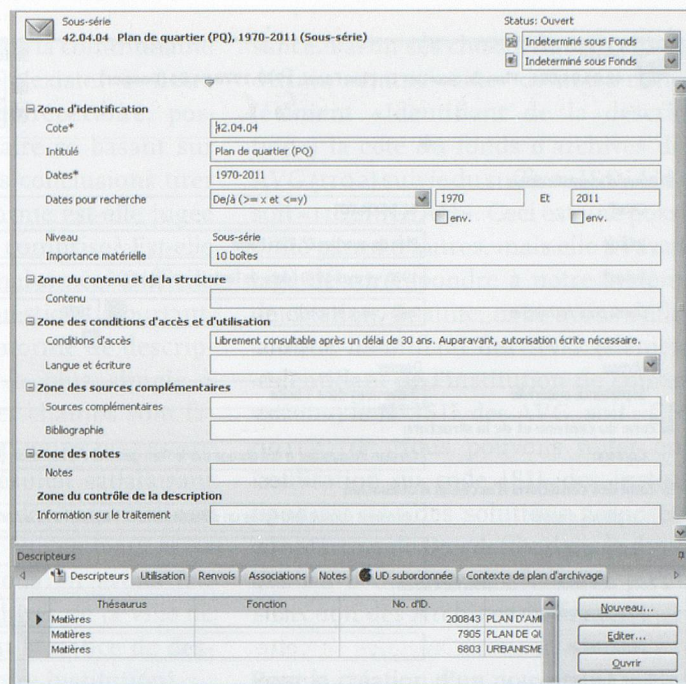 Sous-série
42.04.04 Plan de quartier (PQ), 1970-2011 (Sous-série)
Status: Ouvert
Indeterminé sous Fonds
Indeterminé sous Fonds
Zone d'identification
Cote* 42.04.04
Intitulé Plan de quartier (PQ)
Dates* 1970-2011
Dates pour recherche De/à (>= x et <=y) 1970 Et 2011
env. env.
Niveau Sous-série
Importance matérielle 10 boîtes
Zone du contenu et de la structure
Contenu
Zone des conditions d'accès et d'utilisation
Conditions d'accès Librement consultable après un délai de 30 ans. Auparavant, autorisation écrite nécessaire.
Langue et écriture
Zone des sources complémentaires
Sources complémentaires
Bibliographie
Zone des notes
Notes
Zone du contrôle de la description
Information sur le traitement
Descripteurs
Descripteurs Utilisation Renvois Associations Notes UD subordonnée Contexte de plan d'archivage
Thésaurus Fonction No. d'ID.
Matières 200843 PLAN D'AMÉ
Matières 7905 PLAN DE QU
Matières 6803 URBANISME
Nouveau...
Editer...
Ouvrir